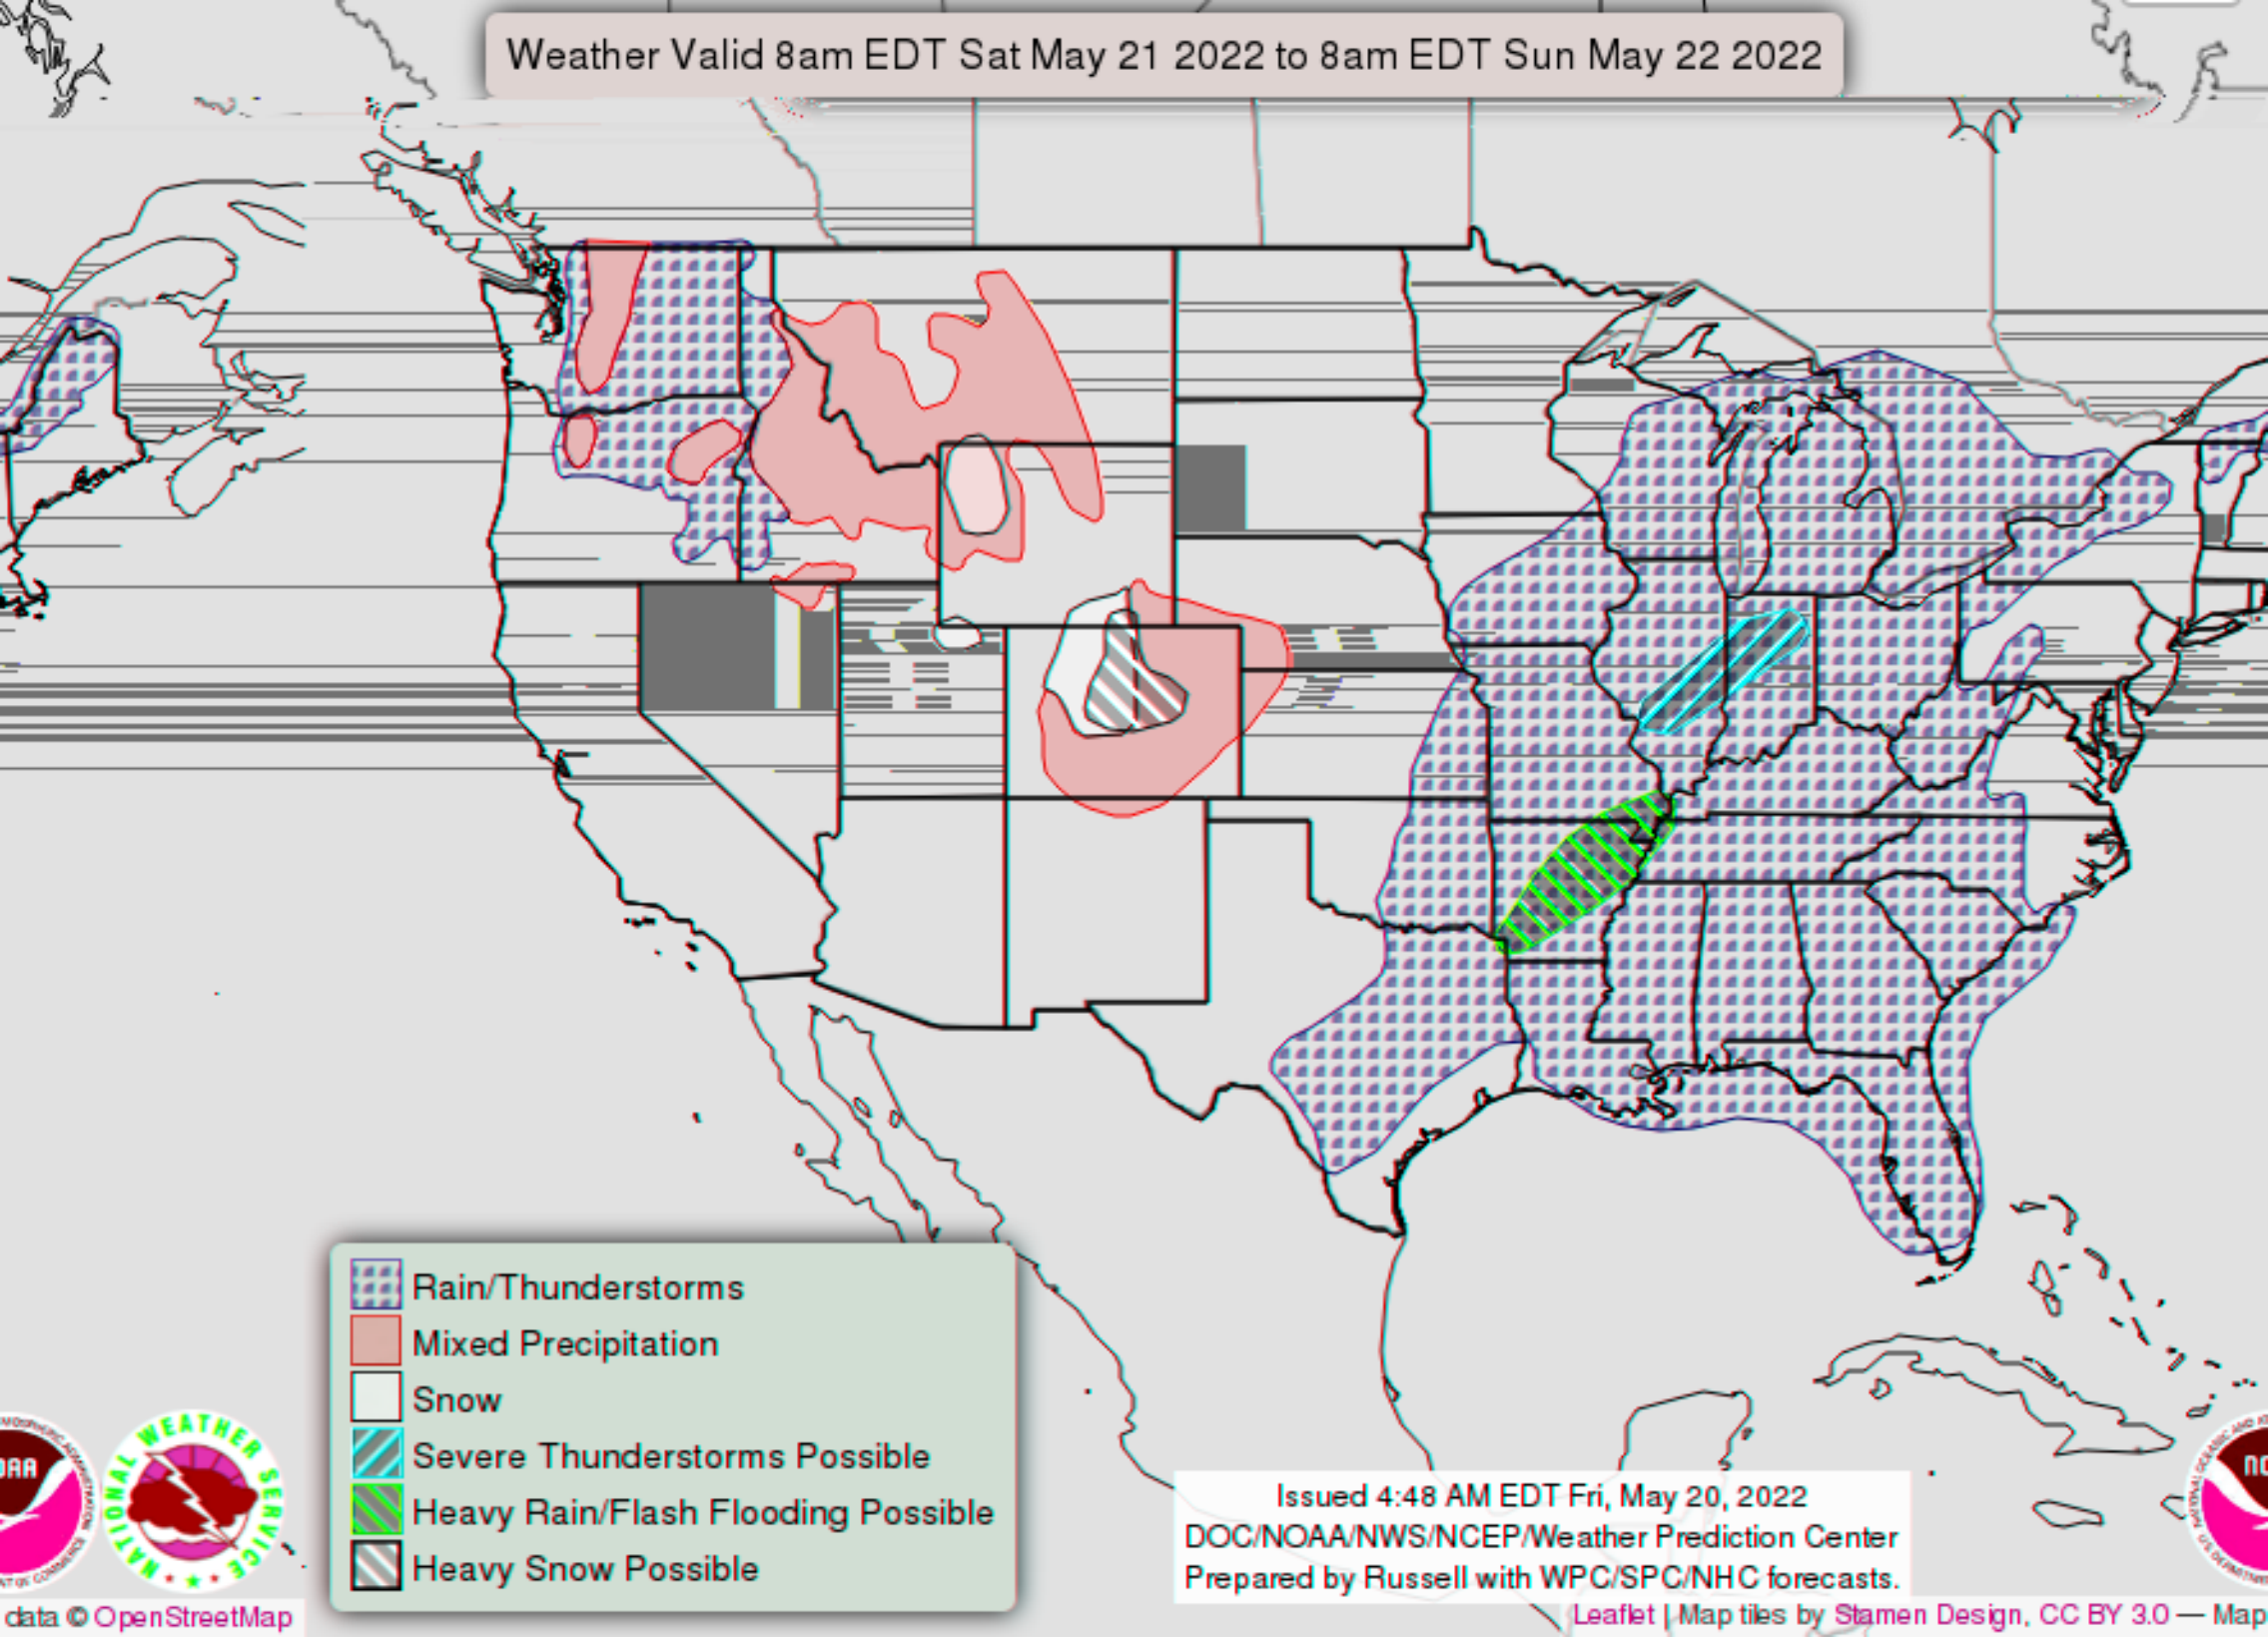 Weather Valid 8am EDT Sat May 21 2022 to 8am EDT Sun May 22 2022
Rain/Thunderstorms
Mixed Precipitation
Snow
Severe Thunderstorms Possible
Heavy Rain/Flash Flooding Possible
Heavy Snow Possible
NATIONAL WEATHER SERVICE
Issued 4:48 AM EDT Fri, May 20, 2022
DOC/NOAA/NWS/NCEP/Weather Prediction Center
Prepared by Russell with WPC/SPC/NHC forecasts.
data © OpenStreetMap
Leaflet | Map tiles by Stamen Design, CC BY 3.0 — Map